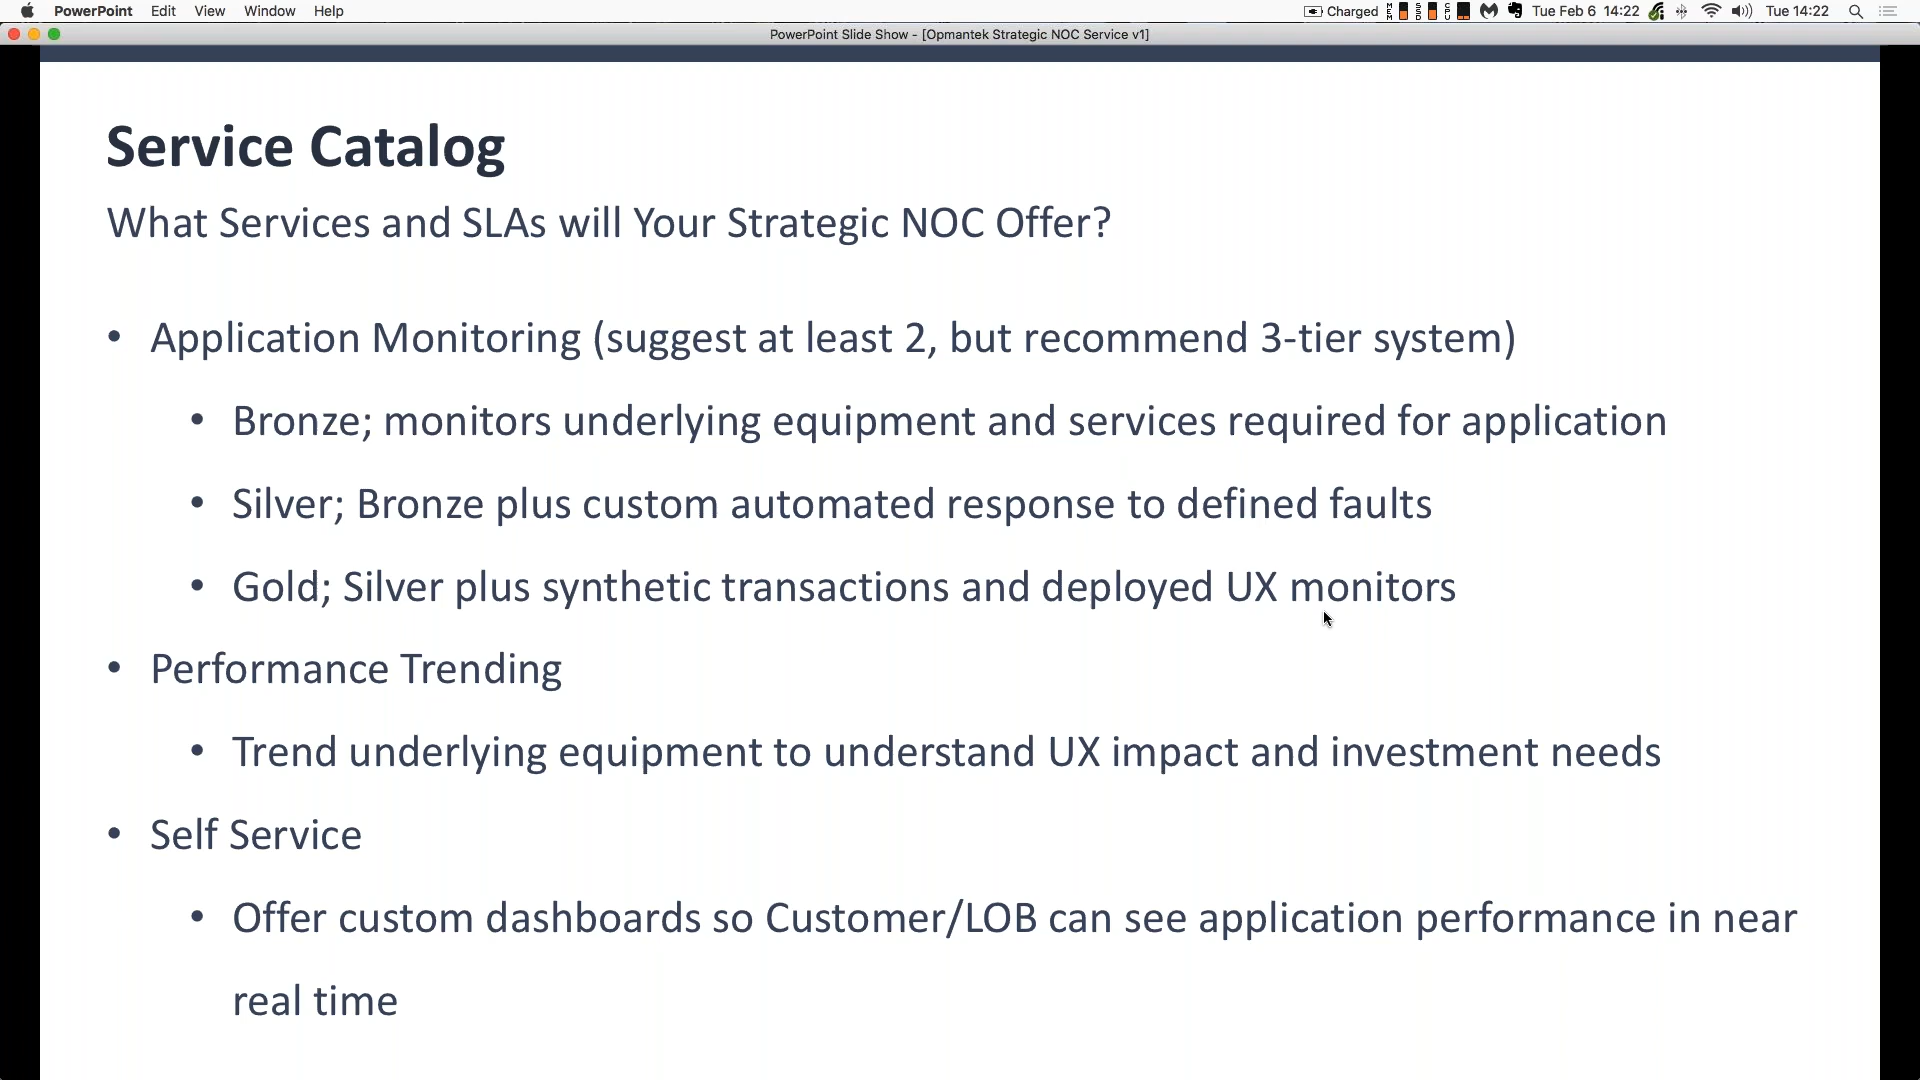 PowerPoint Edit View Window Help Charged MEM SSD CPU Tue Feb 6 14:22 Tue 14:22
PowerPoint Slide Show - [Opmantek Strategic NOC Service v1]
Service Catalog
What Services and SLAs will Your Strategic NOC Offer?
• Application Monitoring (suggest at least 2, but recommend 3-tier system)
• Bronze; monitors underlying equipment and services required for application
• Silver; Bronze plus custom automated response to defined faults
• Gold; Silver plus synthetic transactions and deployed UX monitors
• Performance Trending
• Trend underlying equipment to understand UX impact and investment needs
• Self Service
• Offer custom dashboards so Customer/LOB can see application performance in near
real time